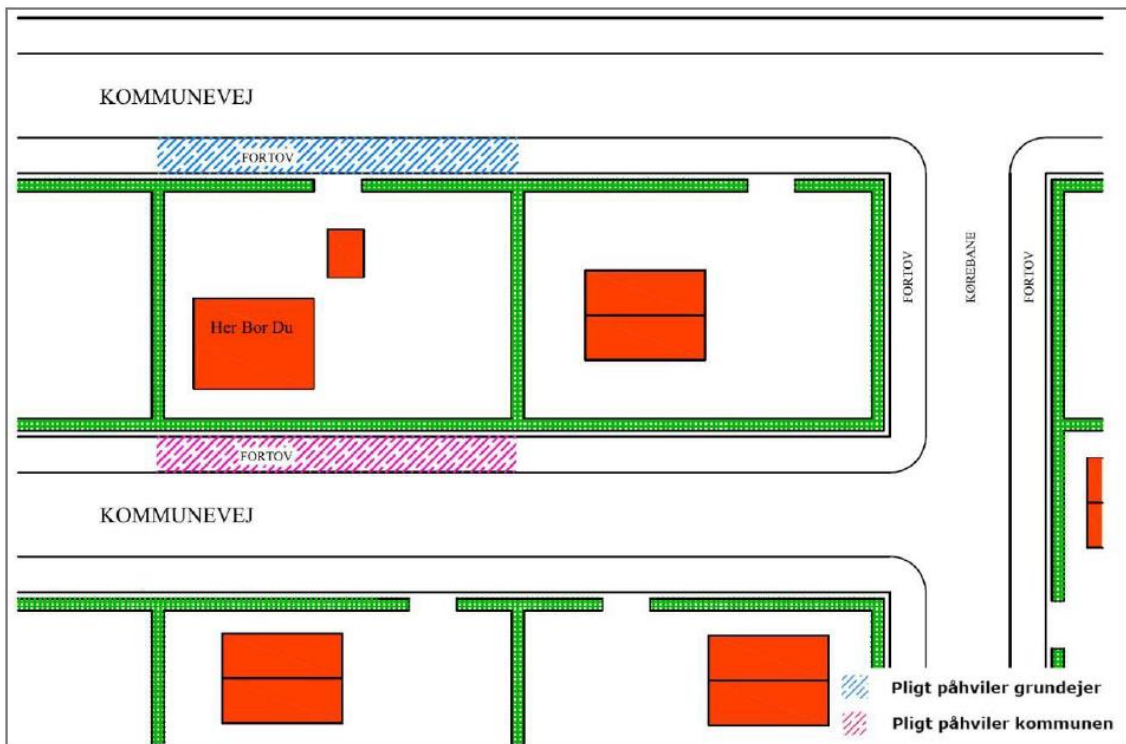 KOMMUNEVEJ
FORTOV
Her Bor Du
FORTOV
KØREBANE
FORTOV
FORTOV
KOMMUNEVEJ
Pligt påhviler grundejer
Pligt påhviler kommunen